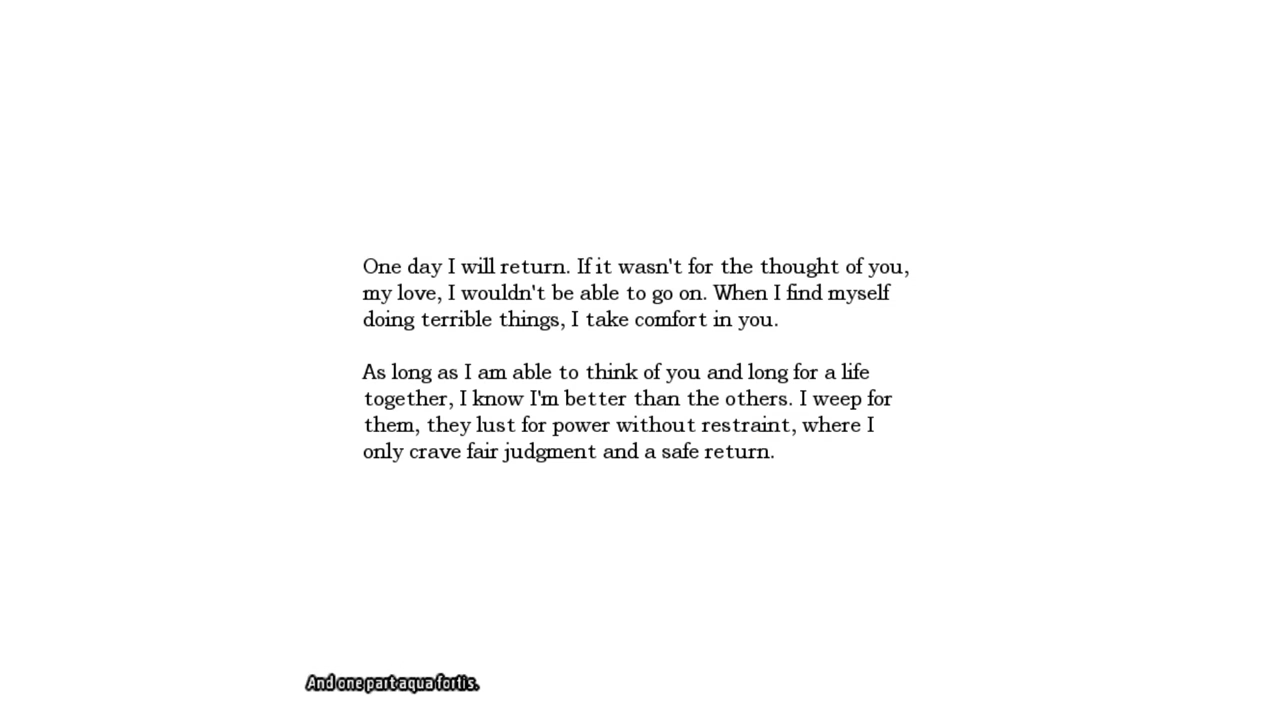 One day I will return. If it wasn't for the thought of you,
my love, I wouldn't be able to go on. When I find myself
doing terrible things, I take comfort in you.
As long as I am able to think of you and long for a life
together, I know I'm better than the others. I weep for
them, they lust for power without restraint, where I
only crave fair judgment and a safe return.
And one part aqua fortis.